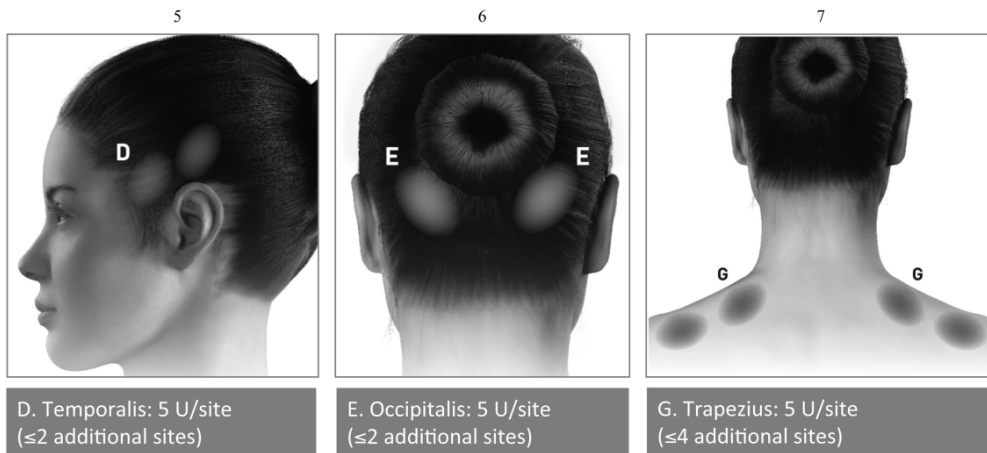 5
6
7
D
E
E
G
G
D. Temporalis: 5 U/site
(≤2 additional sites)
E. Occipitalis: 5 U/site
(≤2 additional sites)
G. Trapezius: 5 U/site
(≤4 additional sites)